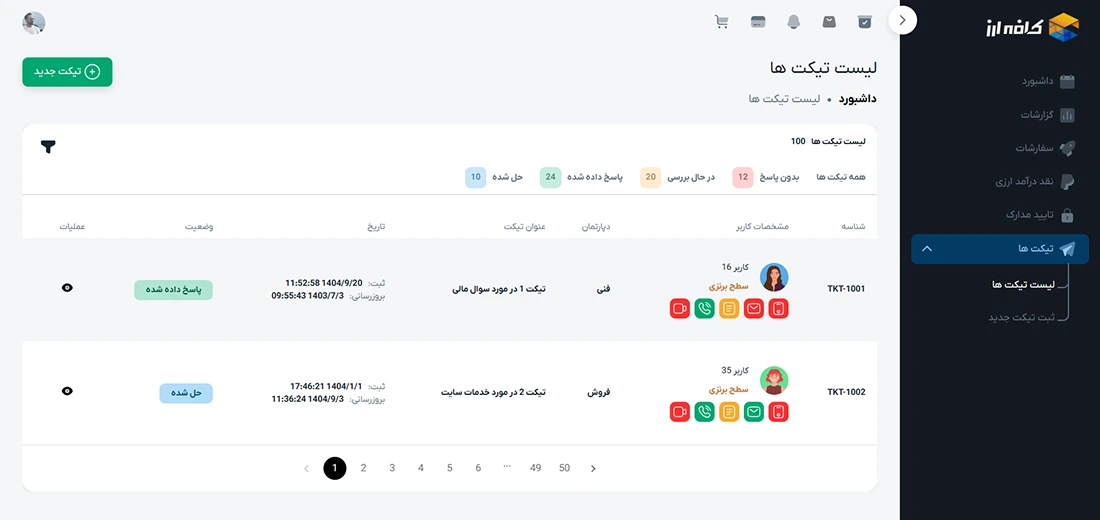 کافه ارز
داشبورد
گزارشات
سفارشات
نقد درآمد ارزی
تایید مدارک
تیکت ها
لیست تیکت ها
ثبت تیکت جدید
لیست تیکت ها
داشبورد • لیست تیکت ها
تیکت جدید
لیست تیکت ها 100
همه تیکت ها بدون پاسخ 12 در حال بررسی 20 پاسخ داده شده 24 حل شده 10
شناسه مشخصات کاربر دپارتمان عنوان تیکت تاریخ وضعیت عملیات
TKT-1001
کاربر 16
سطح برنزی
فنی
تیکت 1 در مورد سوال مالی
ثبت: 1404/9/20 11:52:58
بروزرسانی: 1403/7/3 09:55:43
پاسخ داده شده
TKT-1002
کاربر 35
سطح برنزی
فروش
تیکت 2 در مورد خدمات سایت
ثبت: 1404/1/1 17:46:21
بروزرسانی: 1404/9/3 11:36:24
حل شده
1 2 3 4 5 6 ... 49 50